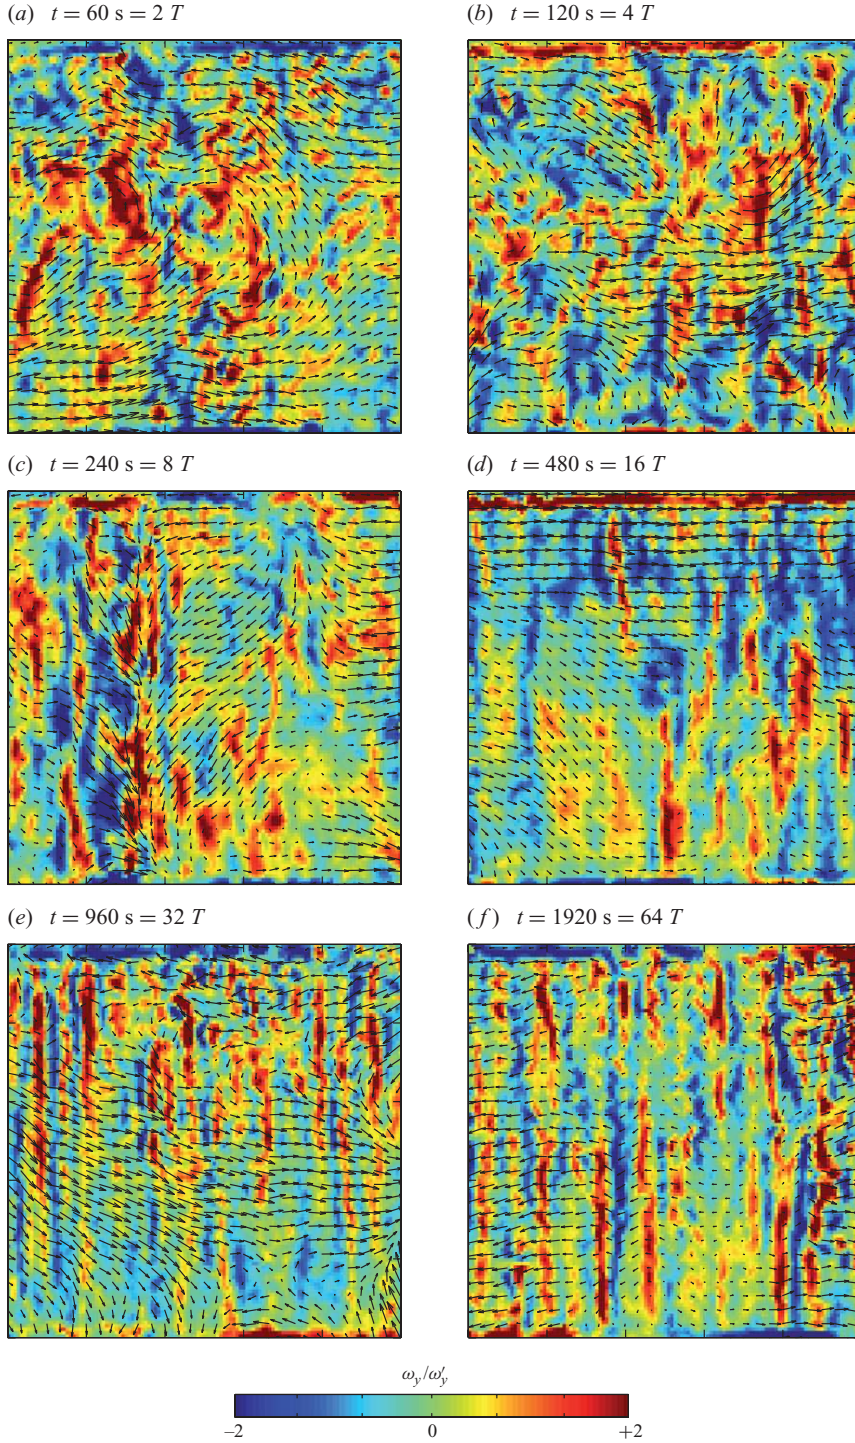 (a) t = 60 s = 2 T
(b) t = 120 s = 4 T
(c) t = 240 s = 8 T
(d) t = 480 s = 16 T
(e) t = 960 s = 32 T
(f) t = 1920 s = 64 T
ω_y/ω′_y
–2 0 +2